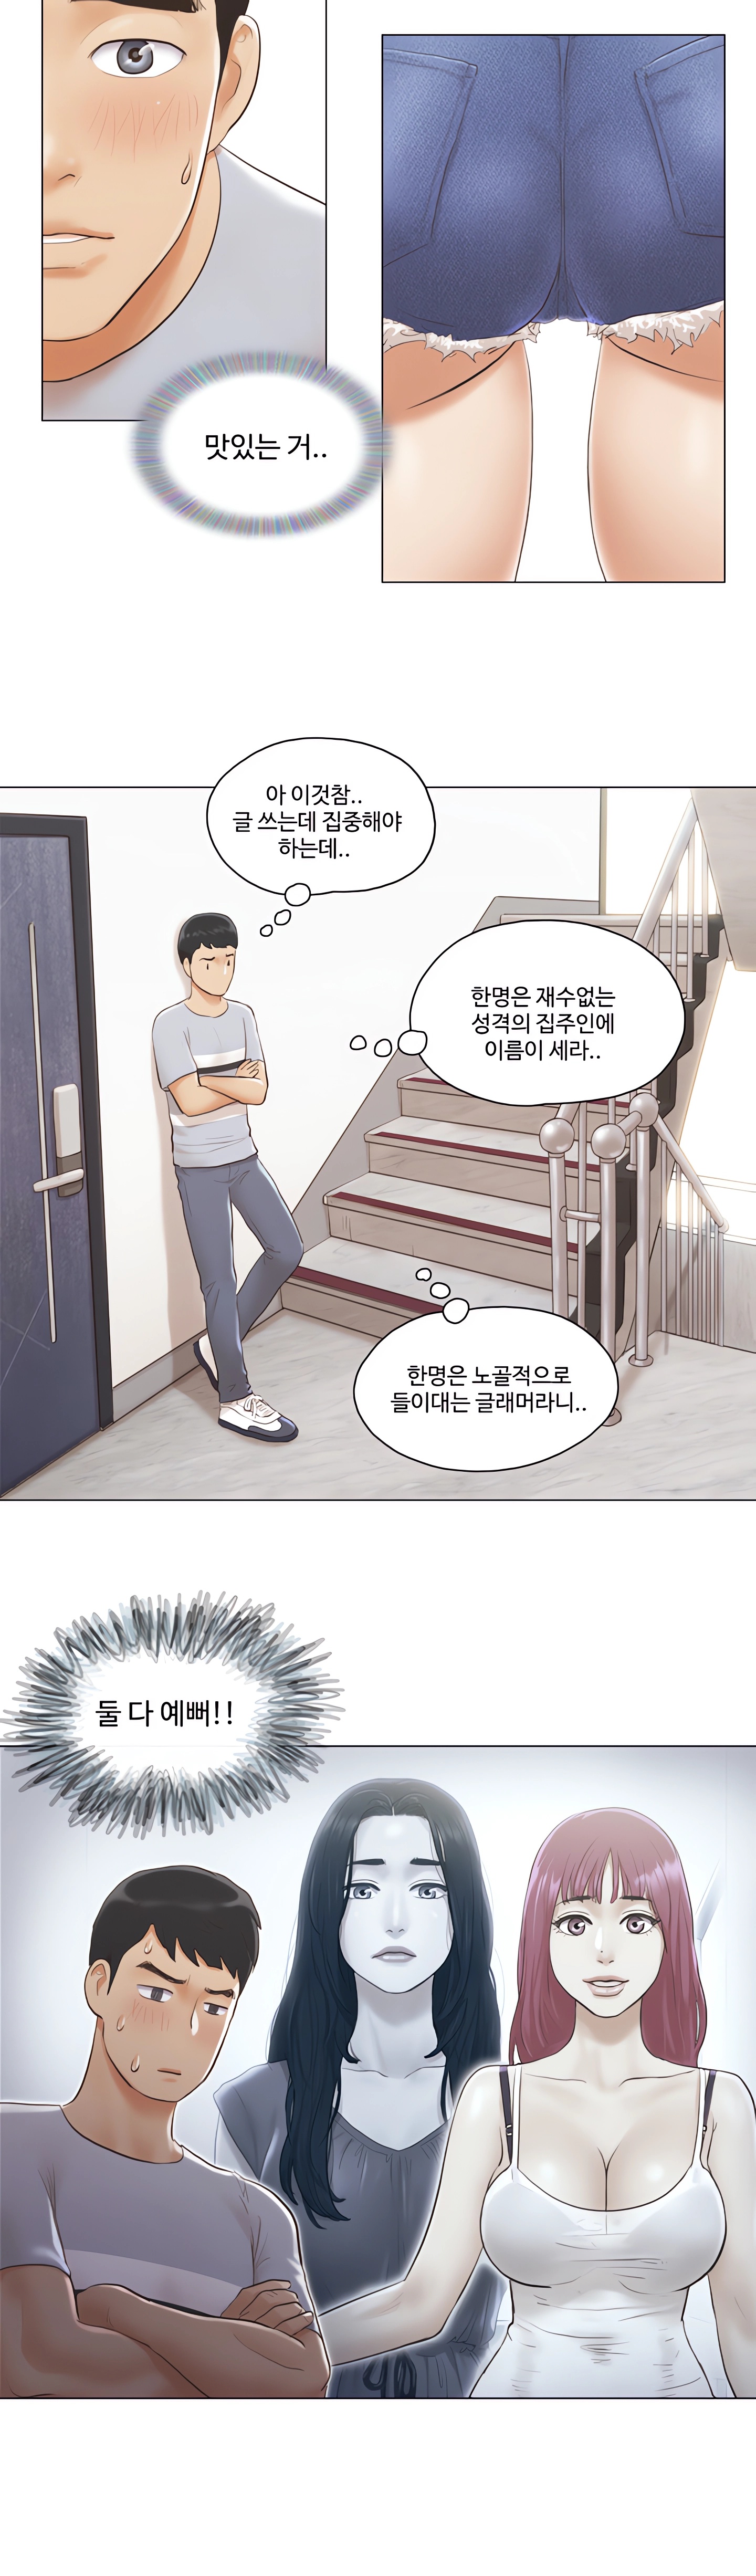 맛있는 거..
아 이것참..
글 쓰는데 집중해야
하는데..
한명은 재수없는
성격의 집주인에
이름이 세라..
한명은 노골적으로
들이대는 글래머라니..
둘 다 예뻐!!